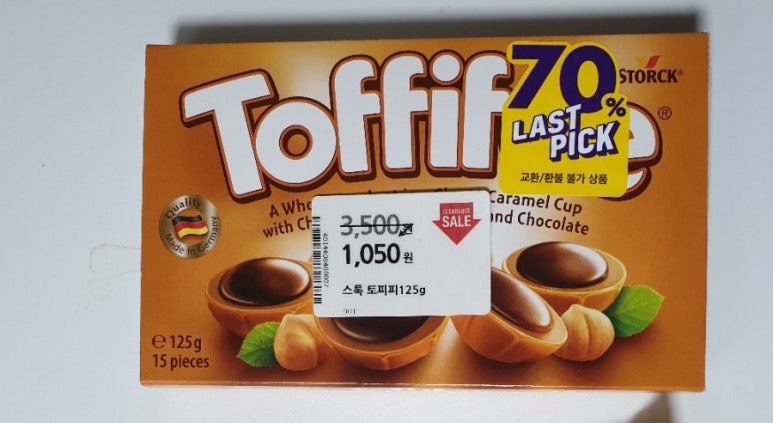 Toffif e®
STORCK®
70%
LAST
PICK
교환/환불 불가 상품
A Who
Caramel Cup
with Ch
and Chocolate
Quality
Made in Germany
CLEARANCE
SALE
3,500
1,050원
스톡 토피피125g
℮ 125g
15 pieces